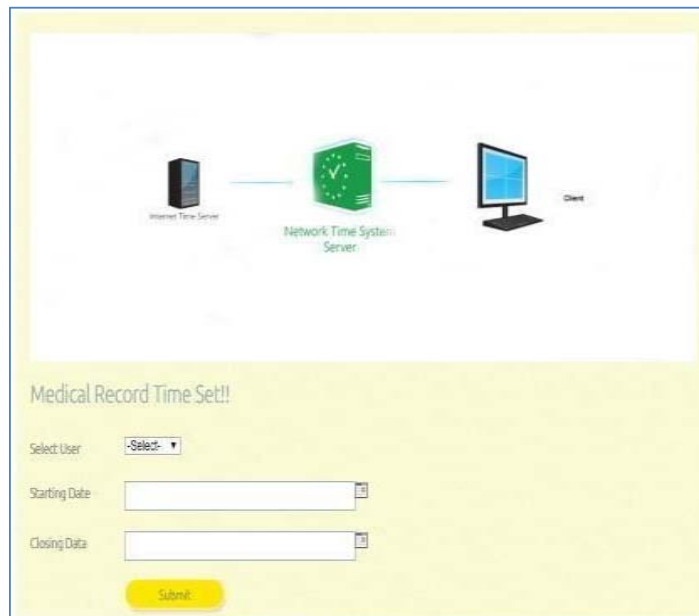 Internet Time Server
Network Time System
Server
Client
Medical Record Time Set!!
Select User
-Select-
Starting Date
Closing Data
Submit